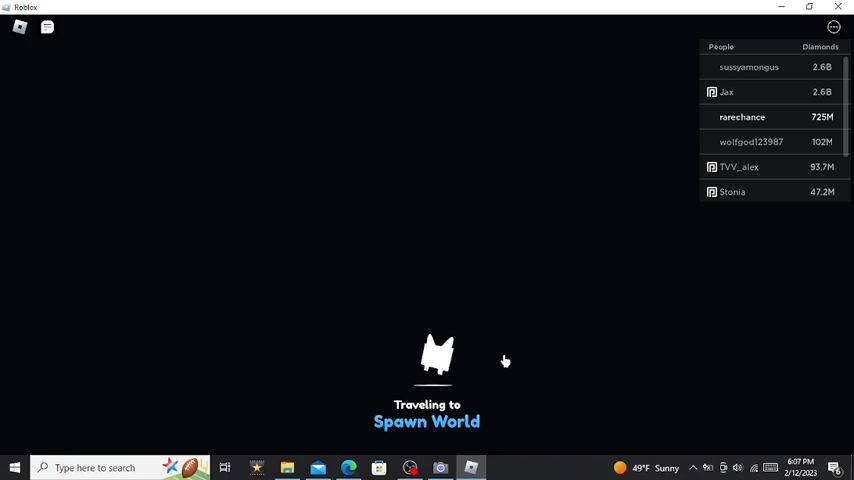 Roblox
People Diamonds
sussyamongus 2.6B
Jax 2.6B
rarechance 725M
wolfgod123987 102M
TVV_alex 93.7M
Stonia 47.2M
Traveling to
Spawn World
Type here to search
49°F Sunny
6:07 PM
2/12/2023
6